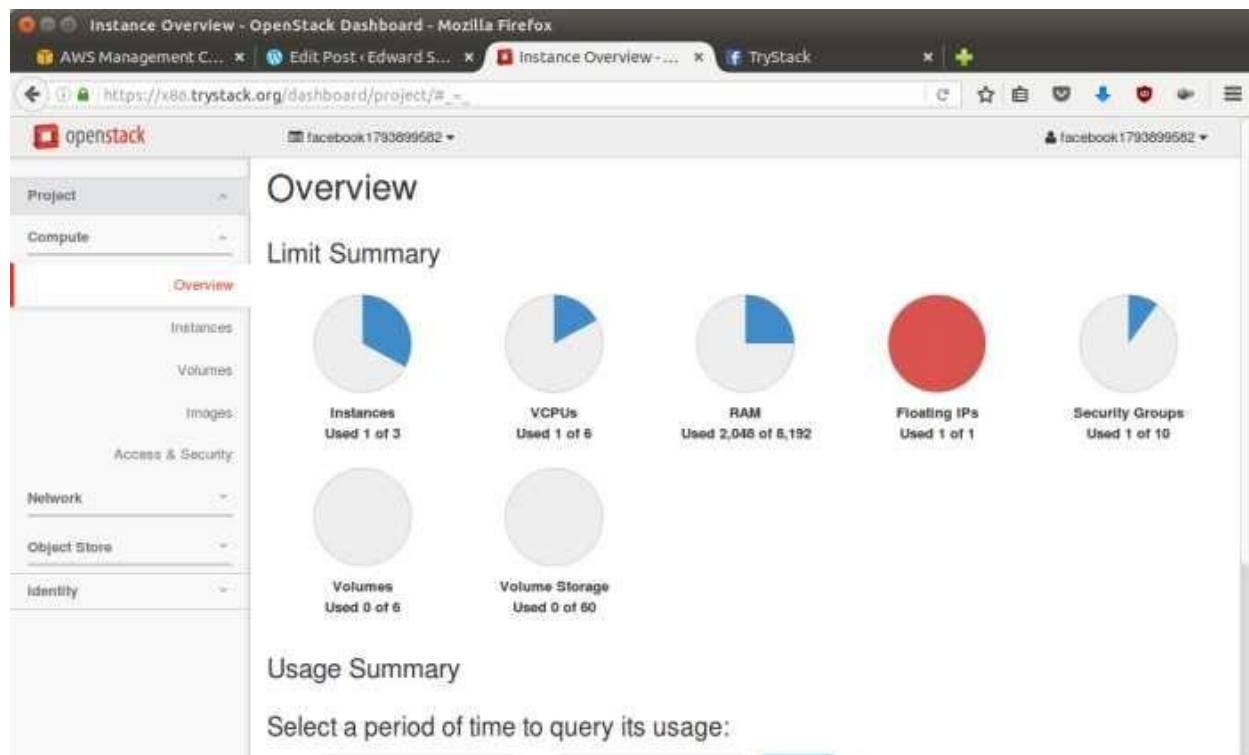 Instance Overview - OpenStack Dashboard - Mozilla Firefox
AWS Management C... × Edit Post ‹ Edward S... × Instance Overview - ... × TryStack ×
https://x86.trystack.org/dashboard/project/#_=_
openstack facebook1793899582 facebook1793899582
Project
Compute
Overview
Instances
Volumes
Images
Access & Security
Network
Object Store
Identity
Overview
Limit Summary
Instances
Used 1 of 3
VCPUs
Used 1 of 6
RAM
Used 2,048 of 8,192
Floating IPs
Used 1 of 1
Security Groups
Used 1 of 10
Volumes
Used 0 of 6
Volume Storage
Used 0 of 60
Usage Summary
Select a period of time to query its usage: